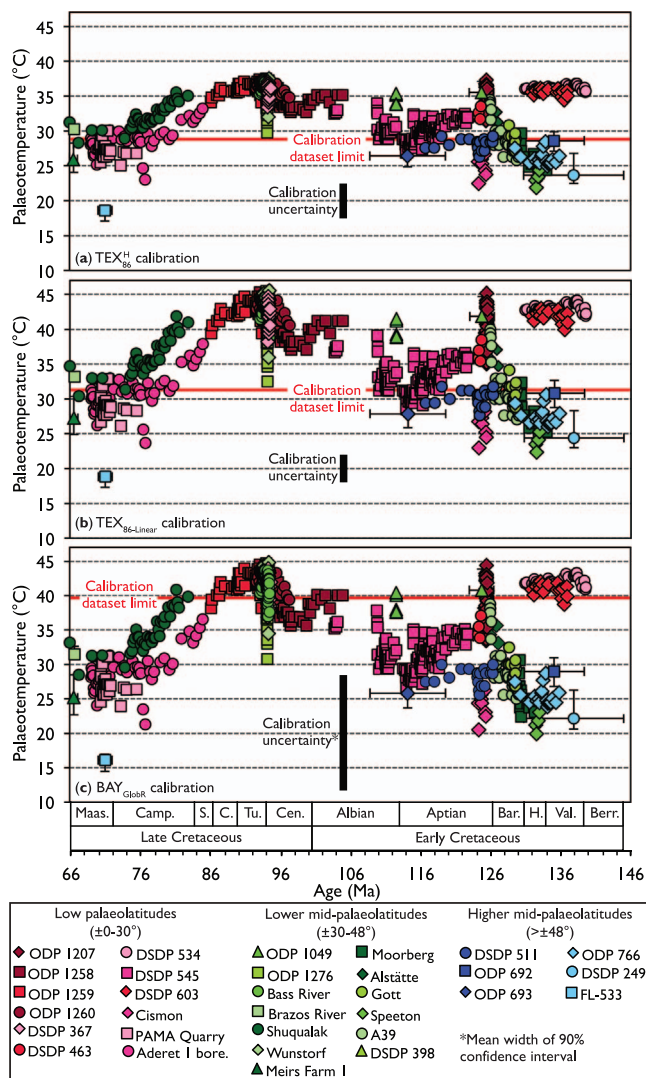 45
40
35
30
25
20
15
10
Palaeotemperature (°C)
Calibration
dataset limit
Calibration
uncertainty
(a) TEX86^H calibration
45
40
35
30
25
20
15
10
Palaeotemperature (°C)
Calibration
dataset limit
Calibration
uncertainty
(b) TEX86-Linear calibration
45
40
35
30
25
20
15
10
Palaeotemperature (°C)
Calibration
dataset limit
Calibration
uncertainty*
(c) BAYGlobR calibration
Maas. Camp. S. C. Tu. Cen. Albian Aptian Bar. H. Val. Berr.
Late Cretaceous Early Cretaceous
66 76 86 96 106 116 126 136 146
Age (Ma)
Low palaeolatitudes
(±0-30°)
ODP 1207
ODP 1258
ODP 1259
ODP 1260
DSDP 367
DSDP 463
DSDP 534
DSDP 545
DSDP 603
Cismon
PAMA Quarry
Aderet 1 bore.
Lower mid-palaeolatitudes
(±30-48°)
ODP 1049
ODP 1276
Bass River
Brazos River
Shuqualak
Wunstorf
Meirs Farm 1
Moorberg
Alstätte
Gott
Speeton
A39
DSDP 398
Higher mid-palaeolatitudes
(>±48°)
DSDP 511
ODP 692
ODP 693
ODP 766
DSDP 249
FL-533
*Mean width of 90%
confidence interval